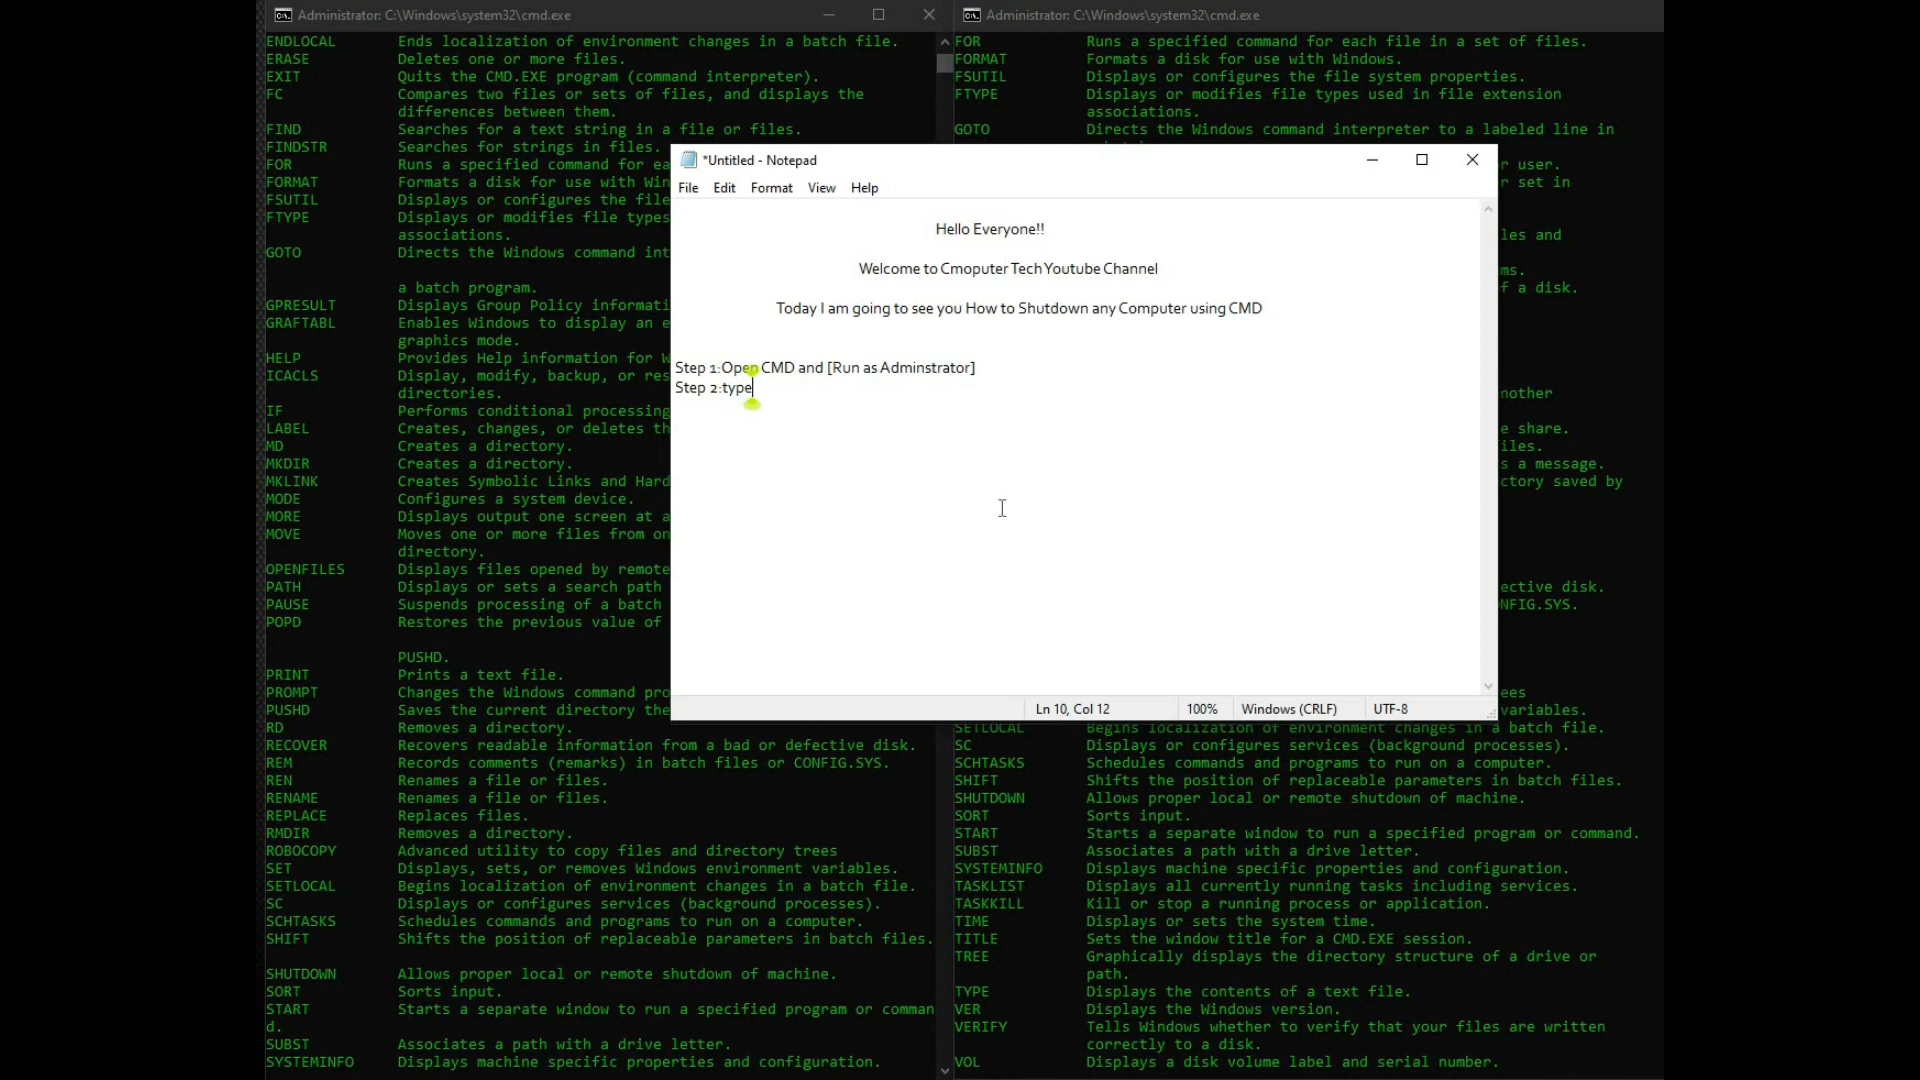 Administrator: C:\Windows\system32\cmd.exe
ENDLOCAL Ends localization of environment changes in a batch file.
ERASE Deletes one or more files.
EXIT Quits the CMD.EXE program (command interpreter).
FC Compares two files or sets of files, and displays the
differences between them.
FIND Searches for a text string in a file or files.
FINDSTR Searches for strings in files.
FOR Runs a specified command for ea
FORMAT Formats a disk for use with Win
FSUTIL Displays or configures the file
FTYPE Displays or modifies file types
associations.
GOTO Directs the Windows command int
a batch program.
GPRESULT Displays Group Policy informati
GRAFTABL Enables Windows to display an e
graphics mode.
HELP Provides Help information for W
ICACLS Display, modify, backup, or res
directories.
IF Performs conditional processing
LABEL Creates, changes, or deletes th
MD Creates a directory.
MKDIR Creates a directory.
MKLINK Creates Symbolic Links and Hard
MODE Configures a system device.
MORE Displays output one screen at a
MOVE Moves one or more files from on
directory.
OPENFILES Displays files opened by remote
PATH Displays or sets a search path
PAUSE Suspends processing of a batch
POPD Restores the previous value of
PUSHD.
PRINT Prints a text file.
PROMPT Changes the Windows command pro
PUSHD Saves the current directory the
RD Removes a directory.
RECOVER Recovers readable information from a bad or defective disk.
REM Records comments (remarks) in batch files or CONFIG.SYS.
REN Renames a file or files.
RENAME Renames a file or files.
REPLACE Replaces files.
RMDIR Removes a directory.
ROBOCOPY Advanced utility to copy files and directory trees
SET Displays, sets, or removes Windows environment variables.
SETLOCAL Begins localization of environment changes in a batch file.
SC Displays or configures services (background processes).
SCHTASKS Schedules commands and programs to run on a computer.
SHIFT Shifts the position of replaceable parameters in batch files.
SHUTDOWN Allows proper local or remote shutdown of machine.
SORT Sorts input.
START Starts a separate window to run a specified program or comman
d.
SUBST Associates a path with a drive letter.
SYSTEMINFO Displays machine specific properties and configuration.
Administrator: C:\Windows\system32\cmd.exe
FOR Runs a specified command for each file in a set of files.
FORMAT Formats a disk for use with Windows.
FSUTIL Displays or configures the file system properties.
FTYPE Displays or modifies file types used in file extension
associations.
GOTO Directs the Windows command interpreter to a labeled line in
r user.
r set in
les and
ms.
f a disk.
nother
e share.
iles.
s a message.
ctory saved by
ective disk.
NFIG.SYS.
ees
variables.
SETLOCAL Begins localization of environment changes in a batch file.
SC Displays or configures services (background processes).
SCHTASKS Schedules commands and programs to run on a computer.
SHIFT Shifts the position of replaceable parameters in batch files.
SHUTDOWN Allows proper local or remote shutdown of machine.
SORT Sorts input.
START Starts a separate window to run a specified program or command.
SUBST Associates a path with a drive letter.
SYSTEMINFO Displays machine specific properties and configuration.
TASKLIST Displays all currently running tasks including services.
TASKKILL Kill or stop a running process or application.
TIME Displays or sets the system time.
TITLE Sets the window title for a CMD.EXE session.
TREE Graphically displays the directory structure of a drive or
path.
TYPE Displays the contents of a text file.
VER Displays the Windows version.
VERIFY Tells Windows whether to verify that your files are written
correctly to a disk.
VOL Displays a disk volume label and serial number.
*Untitled - Notepad
File Edit Format View Help
Hello Everyone!!
Welcome to Cmoputer Tech Youtube Channel
Today I am going to see you How to Shutdown any Computer using CMD
Step 1:Open CMD and [Run as Adminstrator]
Step 2:type
Ln 10, Col 12 100% Windows (CRLF) UTF-8